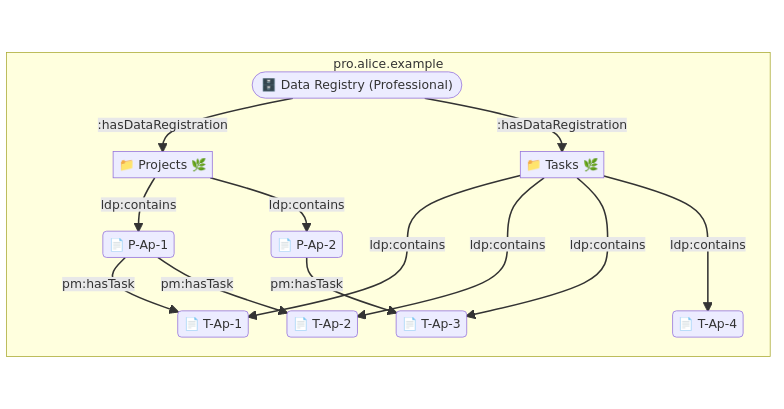 pro.alice.example
🗄️ Data Registry (Professional)
:hasDataRegistration
:hasDataRegistration
📁 Projects 🌿
📁 Tasks 🌿
ldp:contains
ldp:contains
📄 P-Ap-1
📄 P-Ap-2
ldp:contains
ldp:contains
ldp:contains
ldp:contains
pm:hasTask
pm:hasTask
pm:hasTask
📄 T-Ap-1
📄 T-Ap-2
📄 T-Ap-3
📄 T-Ap-4